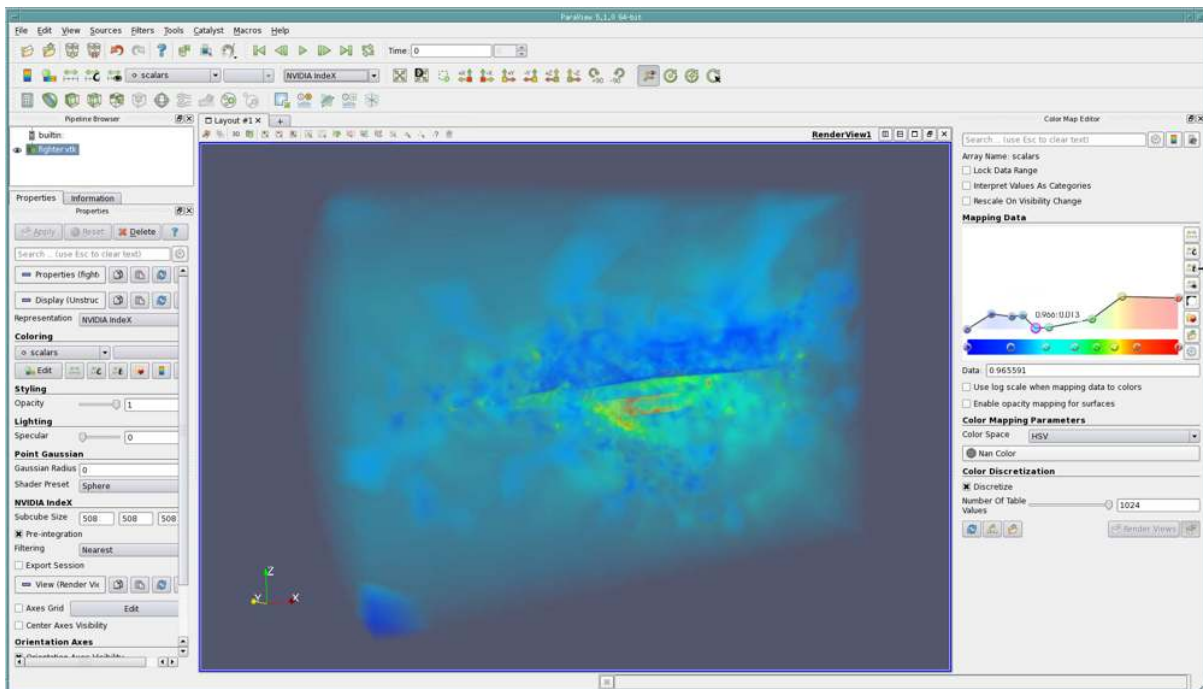 ParaView 5.1.0 64-bit
File Edit View Sources Filters Tools Catalyst Macros Help
Time: 0
scalars NVIDIA IndeX
Pipeline Browser
builtin:
fighter.vtk
Properties Information
Properties
Apply Reset Delete ?
Search ... (use Esc to clear text)
Properties (fight
Display (Unstruc
Representation NVIDIA IndeX
Coloring
scalars
Edit
Styling
Opacity 1
Lighting
Specular 0
Point Gaussian
Gaussian Radius 0
Shader Preset Sphere
NVIDIA IndeX
Subcube Size 508 508 508
Pre-integration
Filtering Nearest
Export Session
View (Render Vie
Axes Grid Edit
Center Axes Visibility
Orientation Axes
Orientation Axes Visibility
Layout #1
3D
RenderView1
Z
Y X
Color Map Editor
Search ... (use Esc to clear text)
Array Name: scalars
Lock Data Range
Interpret Values As Categories
Rescale On Visibility Change
Mapping Data
0.966:0.013
Data: 0.965591
Use log scale when mapping data to colors
Enable opacity mapping for surfaces
Color Mapping Parameters
Color Space HSV
Nan Color
Color Discretization
Discretize
Number Of Table
Values 1024
Render Views